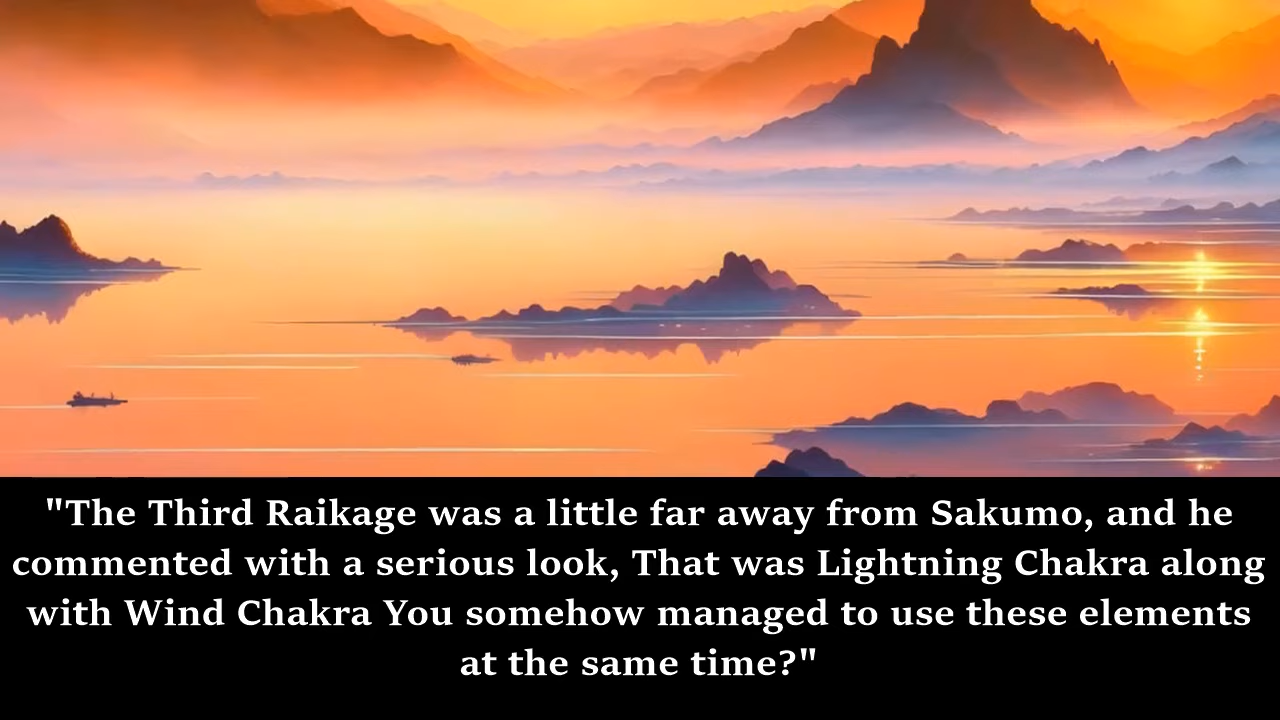 "The Third Raikage was a little far away from Sakumo, and he
commented with a serious look, That was Lightning Chakra along
with Wind Chakra You somehow managed to use these elements
at the same time?"